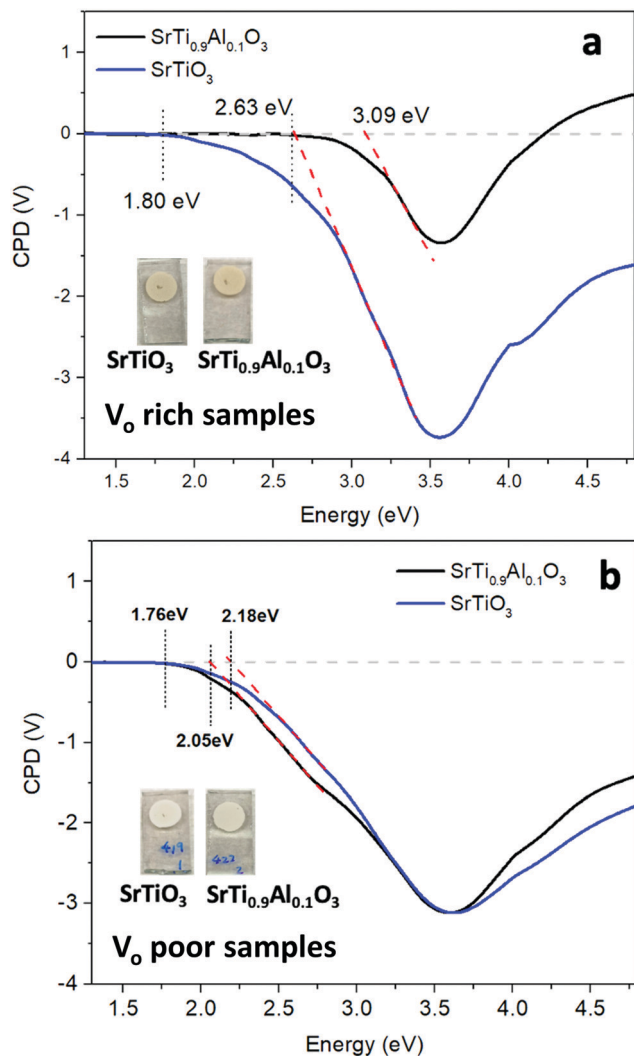 a
SrTi₀.₉Al₀.₁O₃
SrTiO₃
2.63 eV
3.09 eV
1.80 eV
SrTiO₃ SrTi₀.₉Al₀.₁O₃
Vₒ rich samples
CPD (V)
1
0
-1
-2
-3
-4
1.5 2.0 2.5 3.0 3.5 4.0 4.5
Energy (eV)
b
SrTi₀.₉Al₀.₁O₃
SrTiO₃
1.76eV
2.18eV
2.05eV
419
1
422
2
SrTiO₃ SrTi₀.₉Al₀.₁O₃
Vₒ poor samples
CPD (V)
1
0
-1
-2
-3
-4
1.5 2.0 2.5 3.0 3.5 4.0 4.5
Energy (eV)